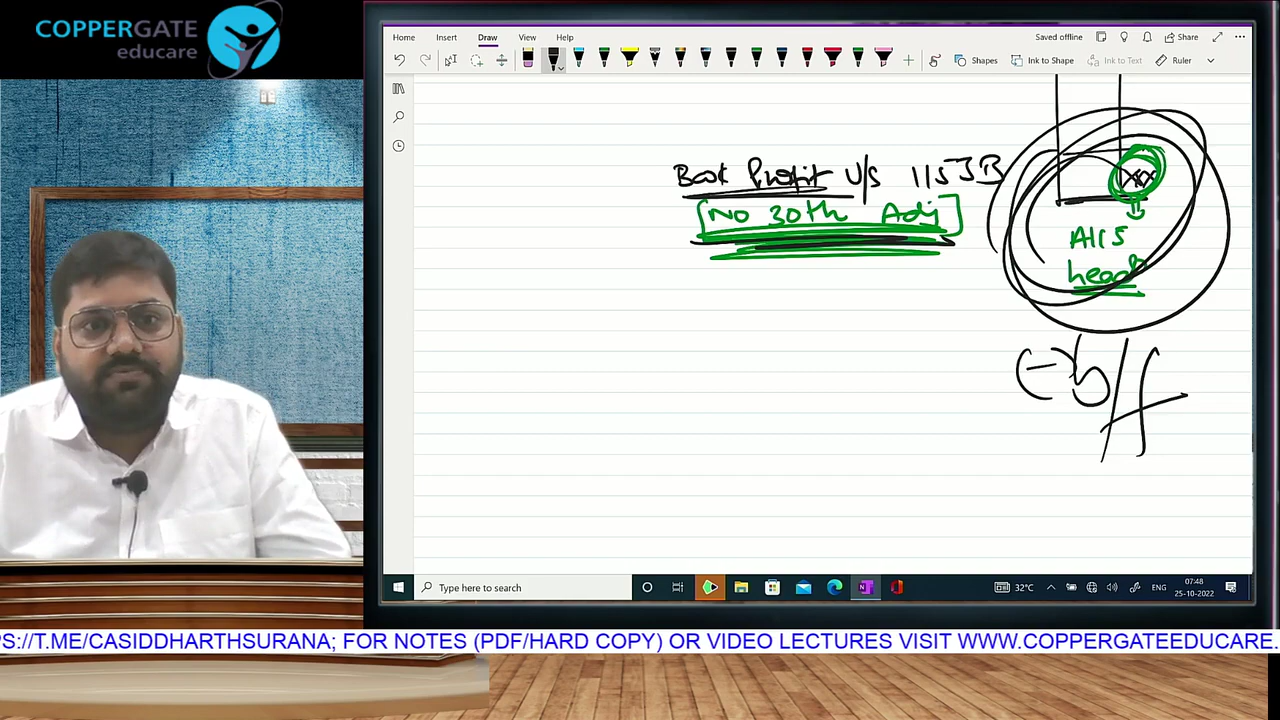 COPPERGATE
educare
Home Insert Draw View Help
Saved offline
Share
Shapes
Ink to Shape
Ink to Text
Ruler
Book Profit U/s 115JB
[No 30th Adj]
XXX
All 5
head
(-) b/f
Type here to search
32°C
ENG
07:48
25-10-2022
PS://T.ME/CASIDDHARTHSURANA; FOR NOTES (PDF/HARD COPY) OR VIDEO LECTURES VISIT WWW.COPPERGATEEDUCARE.